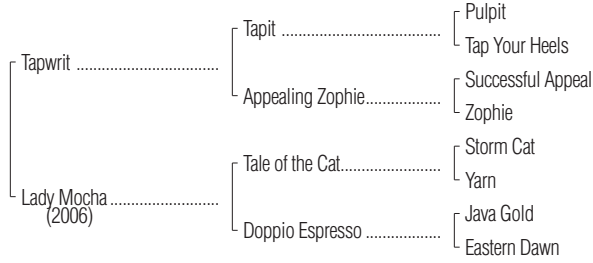 Pulpit
Tapit ........................................
Tap Your Heels
Tapwrit ....................................
Successful Appeal
Appealing Zophie...................
Zophie
Storm Cat
Tale of the Cat.........................
Yarn
Lady Mocha ...........................
(2006)
Java Gold
Doppio Espresso ...................
Eastern Dawn